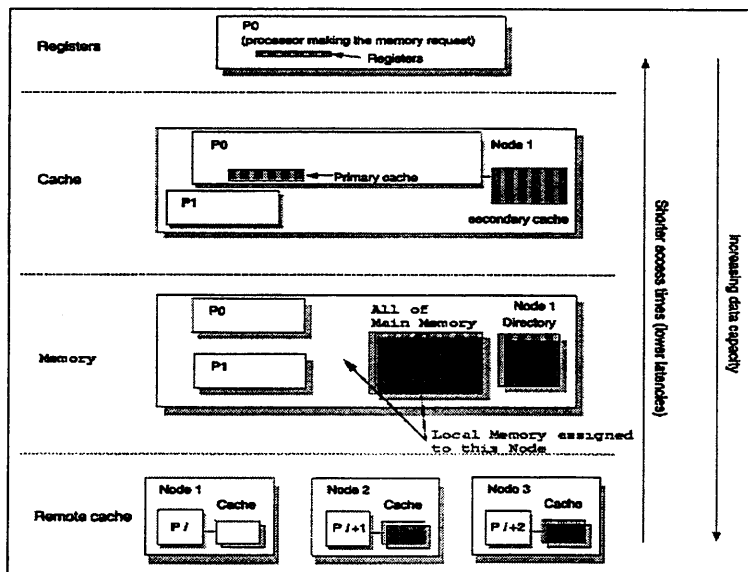 P0
(processor making the memory request)
Registers
Registers
P0
Node 1
Cache
Primary cache
P1
secondary cache
P0
All of
Main Memory
Node 1
Directory
Memory
P1
Local Memory assigned
to this Node
Node 1
Cache
P i
Node 2
Cache
P i+1
Node 3
Cache
P i+2
Remote cache
Shorter access times (lower latencies)
Increasing data capacity